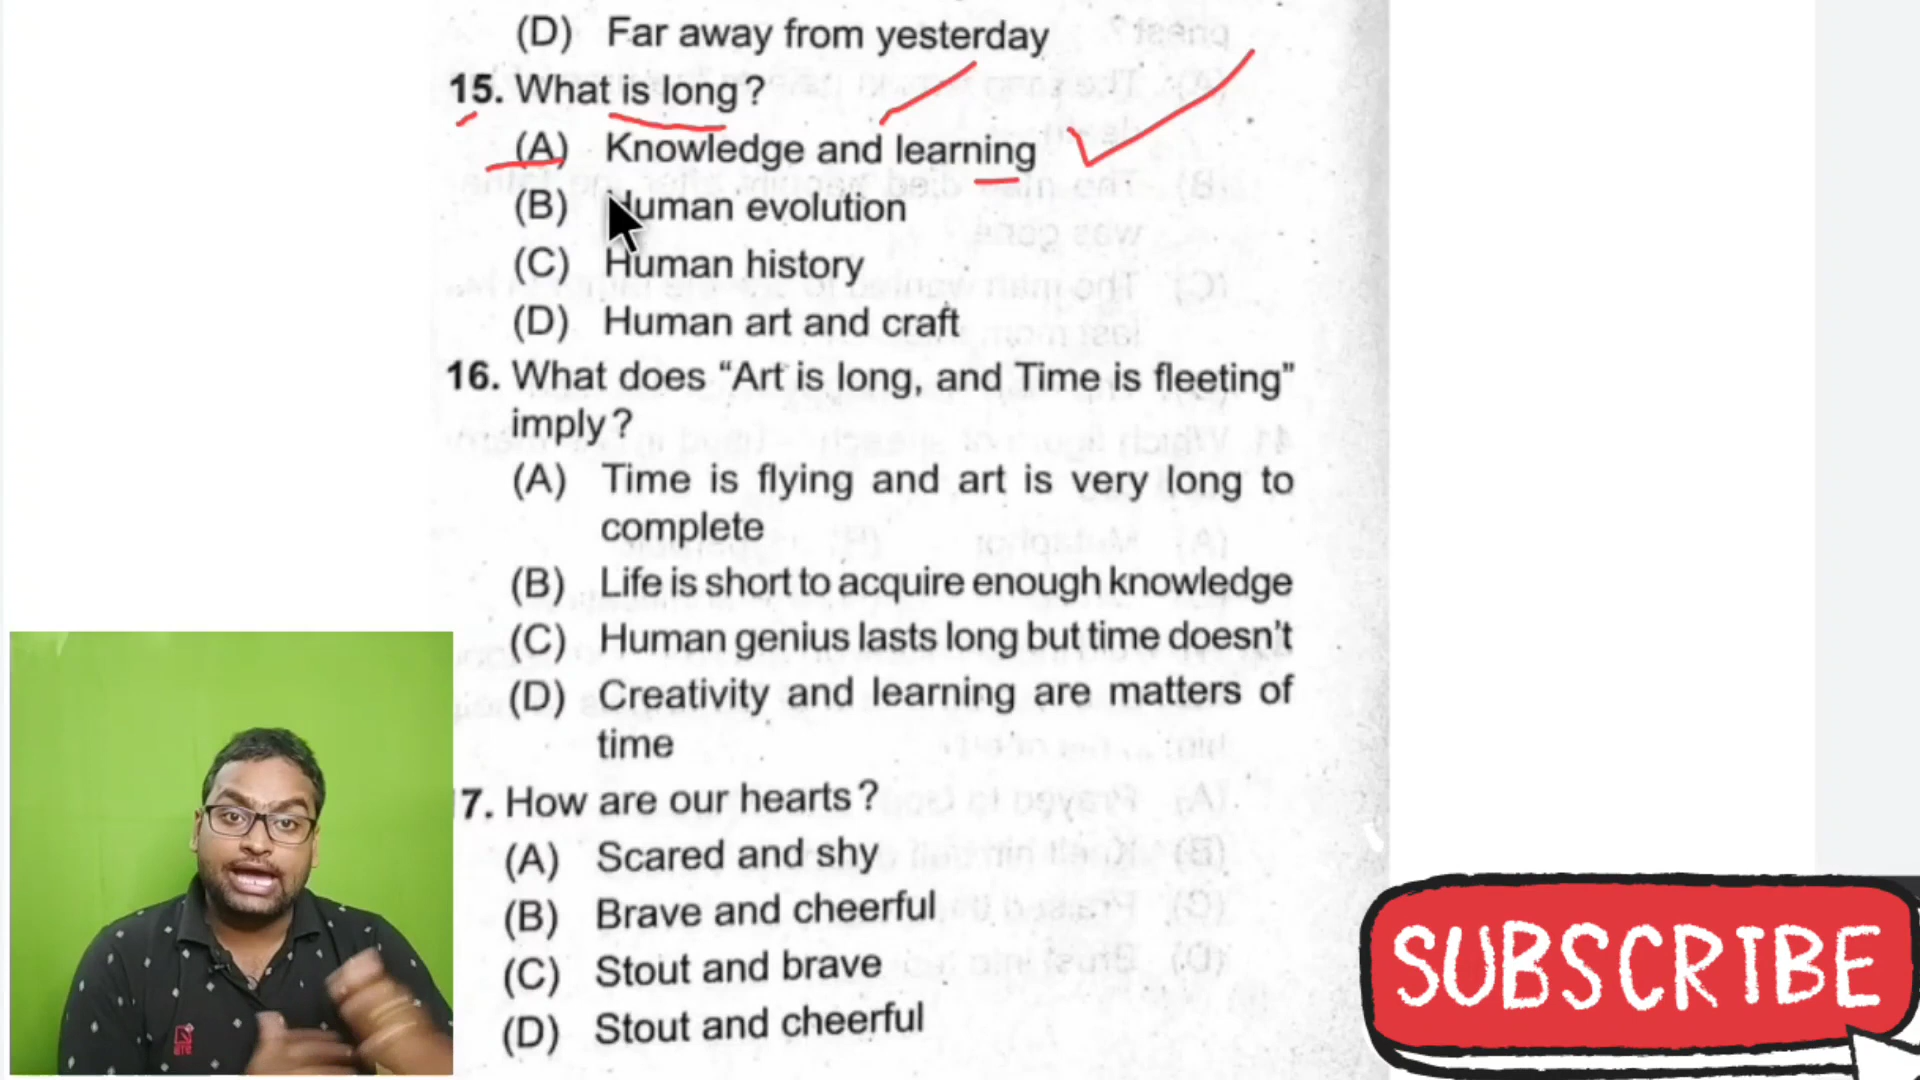 (D) Far away from yesterday
15. What is long?
(A) Knowledge and learning
(B) Human evolution
(C) Human history
(D) Human art and craft
16. What does “Art is long, and Time is fleeting”
imply?
(A) Time is flying and art is very long to
complete
(B) Life is short to acquire enough knowledge
(C) Human genius lasts long but time doesn't
(D) Creativity and learning are matters of
time
7. How are our hearts?
(A) Scared and shy
(B) Brave and cheerful
(C) Stout and brave
(D) Stout and cheerful
SUBSCRIBE